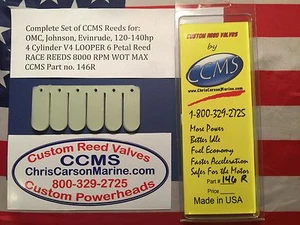 Complete Set of CCMS Reeds for:
OMC, Johnson, Evinrude, 120-140hp
4 Cylinder V4 LOOPER 6 Petal Reed
RACE REEDS 8000 RPM WOT MAX
CCMS Part no. 146R
Custom Reed Valves
CCMS
ChrisCarsonMarine.com
800-329-2725
Custom Powerheads
CUSTOM REED VALVES
by
CCMS
www.ChrisCarsonMarine.com
1-800-329-2725
More Power
Better Idle
Fuel Economy
Faster Acceleration
Safer For the Motor
Part # 146 R
Price
Made in USA